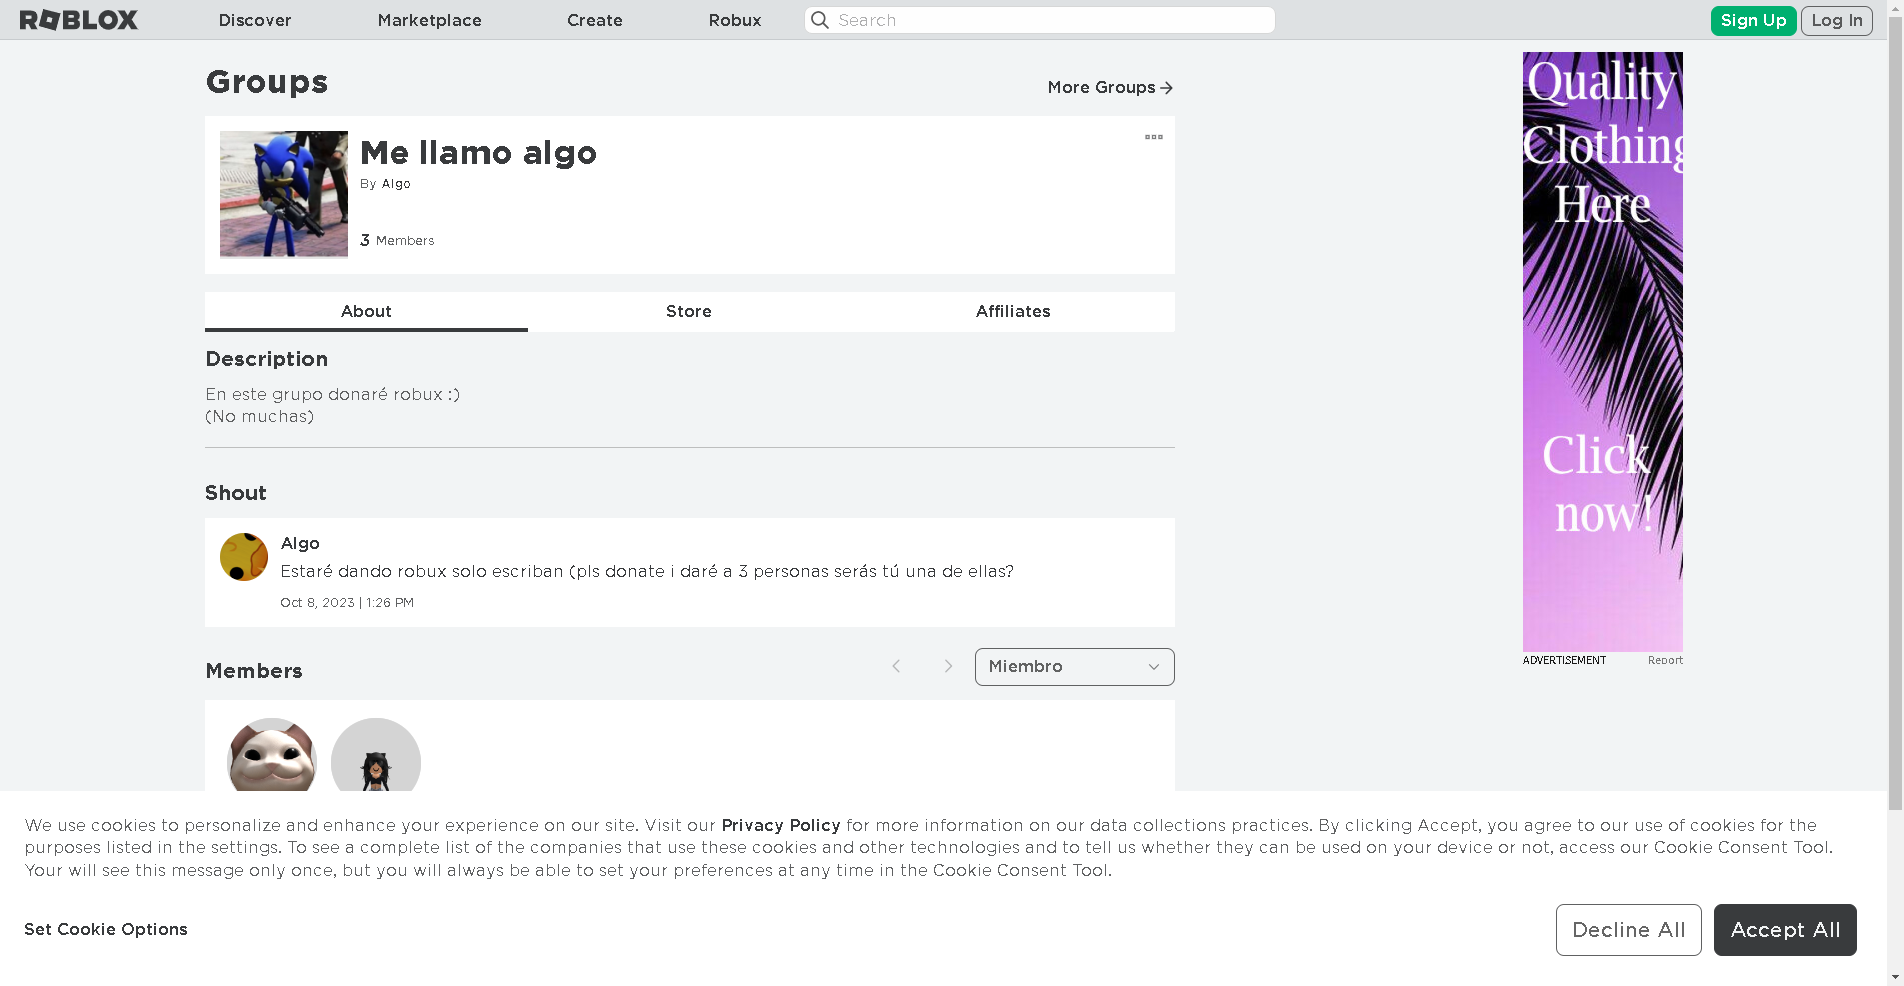 ROBLOX
Discover
Marketplace
Create
Robux
Search
Sign Up
Log In
Groups
More Groups
Me llamo algo
By Algo
3 Members
About
Store
Affiliates
Description
En este grupo donaré robux :)
(No muchas)
Shout
Algo
Estaré dando robux solo escriban (pls donate i daré a 3 personas serás tú una de ellas?
Oct 8, 2023 | 1:26 PM
Members
Miembro
Quality
Clothing
Here
Click
now!
ADVERTISEMENT
Report
We use cookies to personalize and enhance your experience on our site. Visit our Privacy Policy for more information on our data collections practices. By clicking Accept, you agree to our use of cookies for the
purposes listed in the settings. To see a complete list of the companies that use these cookies and other technologies and to tell us whether they can be used on your device or not, access our Cookie Consent Tool.
Your will see this message only once, but you will always be able to set your preferences at any time in the Cookie Consent Tool.
Set Cookie Options
Decline All
Accept All